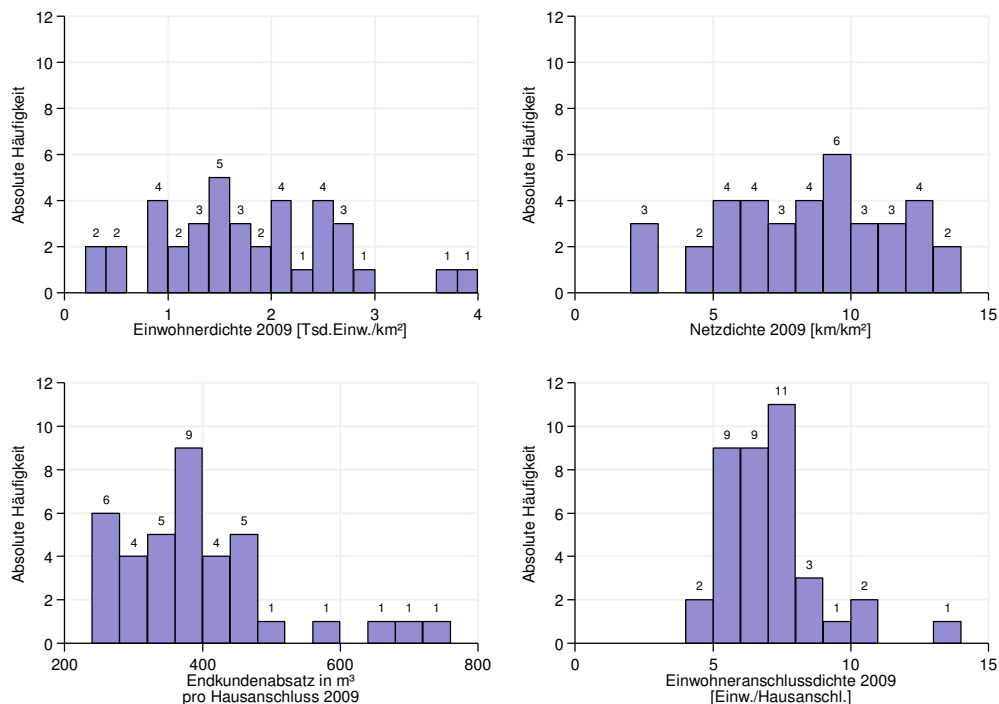 12
10
8
6
4
2
0
Absolute Häufigkeit
2 2 4 2 3 5 3 2 4 1 4 3 1 1 1
0 1 2 3 4
Einwohnerdichte 2009 [Tsd.Einw./km²]
12
10
8
6
4
2
0
Absolute Häufigkeit
3 2 4 4 3 4 6 3 3 4 2
0 5 10 15
Netzdichte 2009 [km/km²]
12
10
8
6
4
2
0
Absolute Häufigkeit
6 4 5 9 4 5 1 1 1 1 1
200 400 600 800
Endkundenabsatz in m³
pro Hausanschluss 2009
12
10
8
6
4
2
0
Absolute Häufigkeit
2 9 9 11 3 1 2 1
0 5 10 15
Einwohneranschlussdichte 2009
[Einw./Hausanschl.]